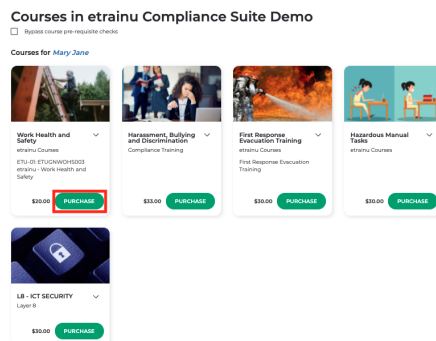 Courses in etrainu Compliance Suite Demo
Bypass course pre-requisite checks
Courses for Mary Jane
Work Health and
Safety
etrainu Courses
ETU-01: ETUGNWOHS003
etrainu - Work Health and
Safety
$20.00 PURCHASE
Harassment, Bullying
and Discrimination
Compliance Training
$33.00 PURCHASE
First Response
Evacuation Training
etrainu Courses
First Response Evacuation
Training
$30.00 PURCHASE
Hazardous Manual
Tasks
etrainu Courses
$30.00 PURCHASE
L8 - ICT SECURITY
Layer 8
$30.00 PURCHASE